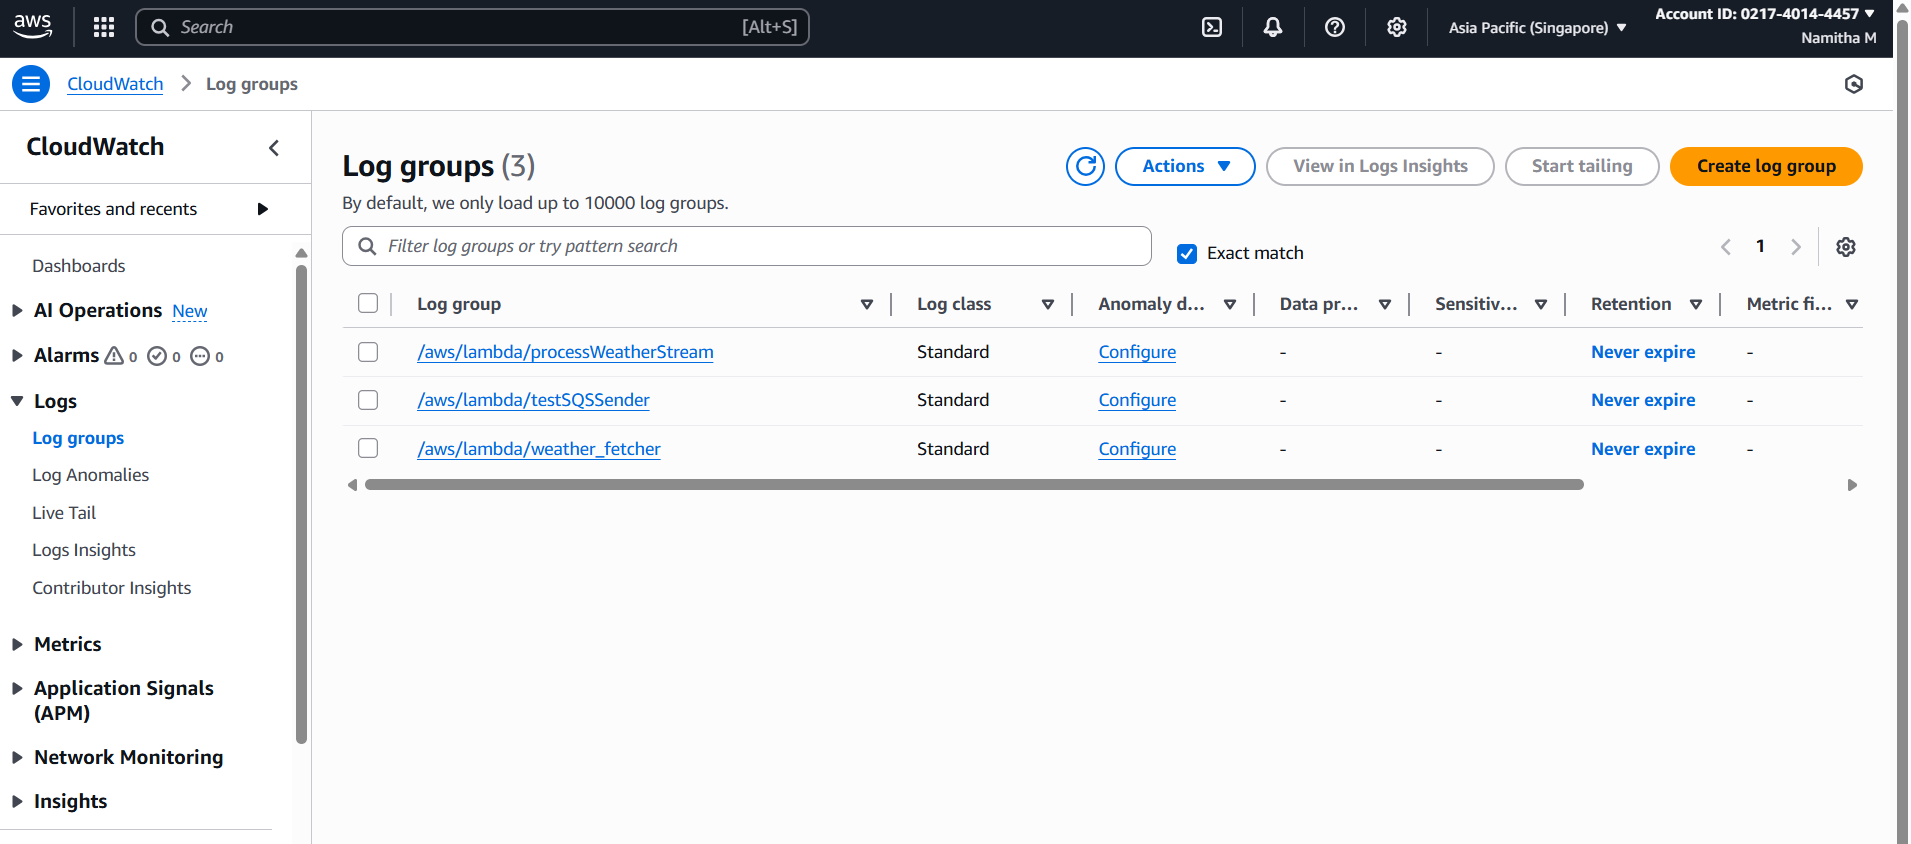 aws
Search [Alt+S]
Asia Pacific (Singapore)
Account ID: 0217-4014-4457
Namitha M
CloudWatch > Log groups
CloudWatch
Favorites and recents
Dashboards
AI Operations New
Alarms 0 0 0
Logs
Log groups
Log Anomalies
Live Tail
Logs Insights
Contributor Insights
Metrics
Application Signals
(APM)
Network Monitoring
Insights
Log groups (3)
Actions
View in Logs Insights
Start tailing
Create log group
By default, we only load up to 10000 log groups.
Filter log groups or try pattern search
Exact match
1
Log group Log class Anomaly d... Data pr... Sensitiv... Retention Metric fi...
/aws/lambda/processWeatherStream Standard Configure - - Never expire -
/aws/lambda/testSQSSender Standard Configure - - Never expire -
/aws/lambda/weather_fetcher Standard Configure - - Never expire -